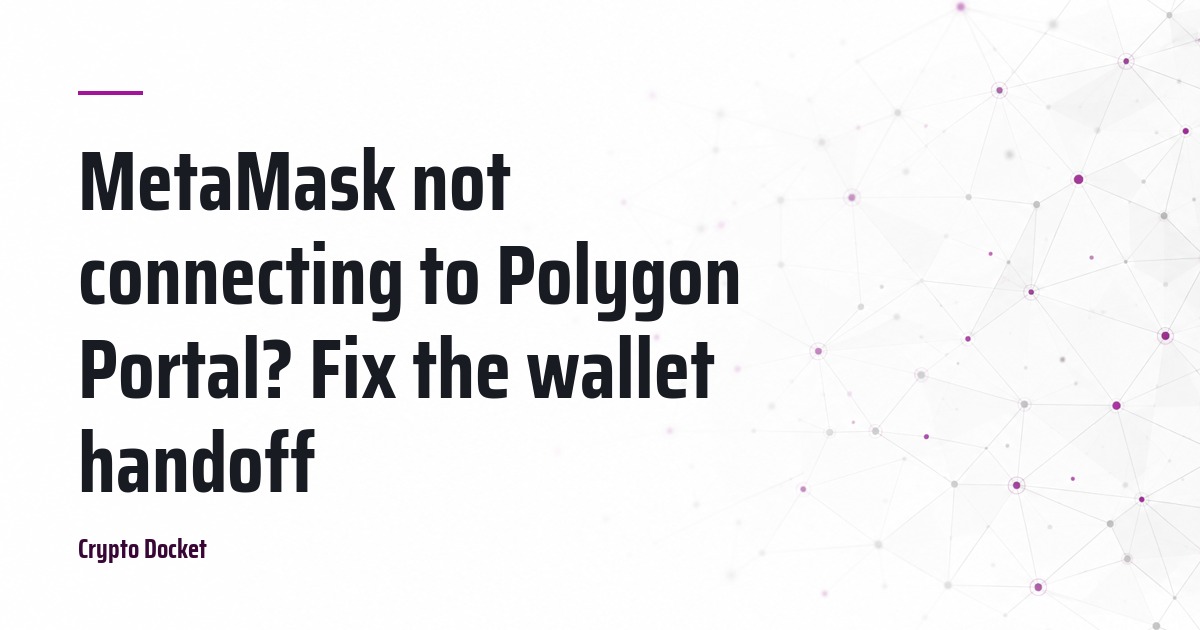 MetaMask not
connecting to Polygon
Portal? Fix the wallet
handoff
Crypto Docket